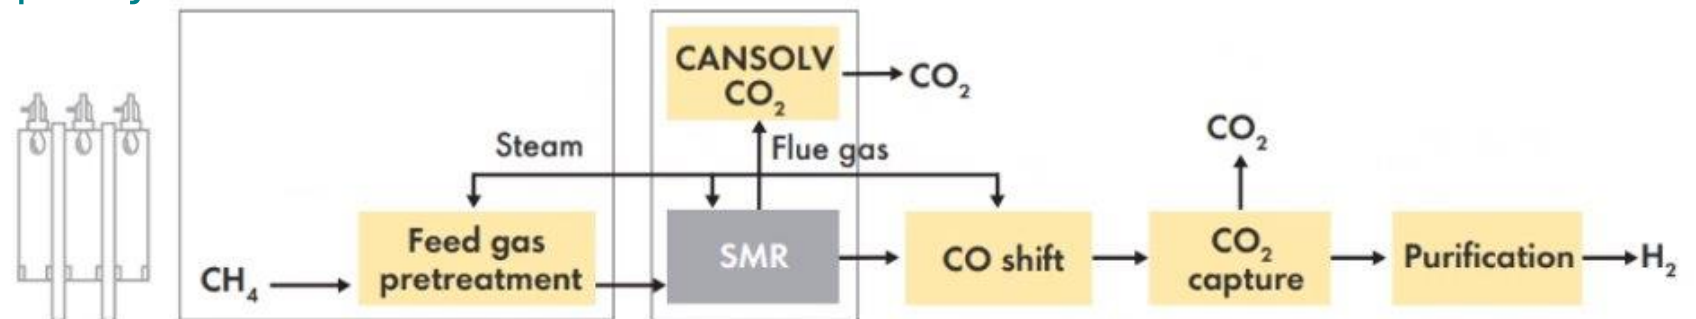 CANSOLV
CO₂
CO₂
CO₂
Steam
Flue gas
CH₄
Feed gas
pretreatment
SMR
CO shift
CO₂
capture
Purification
H₂